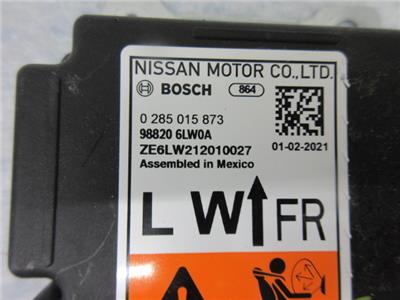 NISSAN MOTOR CO.,LTD.
BOSCH 864
0 285 015 873
98820 6LW0A
ZE6LW212010027
Assembled in Mexico
01-02-2021
L W FR